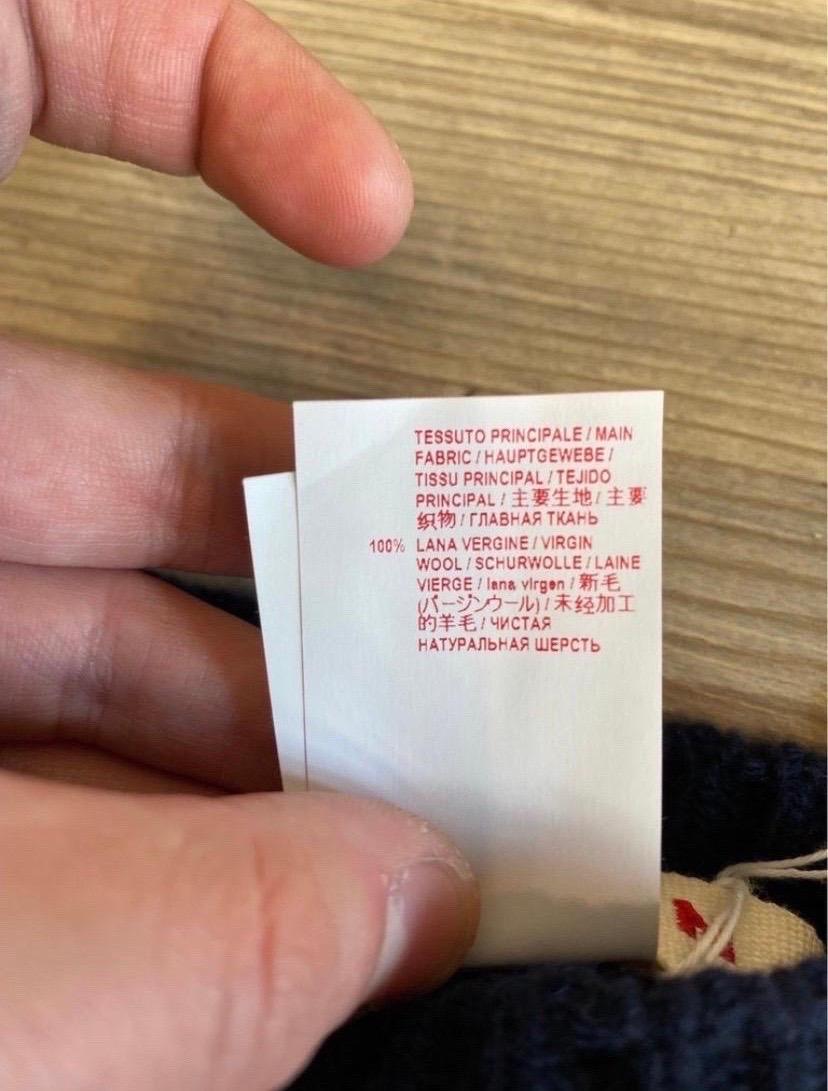 TESSUTO PRINCIPALE / MAIN
FABRIC / HAUPTGEWEBE /
TISSU PRINCIPAL / TEJIDO
PRINCIPAL / 主要生地 / 主要
织物 / ГЛАВНАЯ ТКАНЬ
100% LANA VERGINE / VIRGIN
WOOL / SCHURWOLLE / LAINE
VIERGE / lana virgen / 新毛
(バージンウール) / 未经加工
的羊毛 / ЧИСТАЯ
НАТУРАЛЬНАЯ ШЕРСТЬ